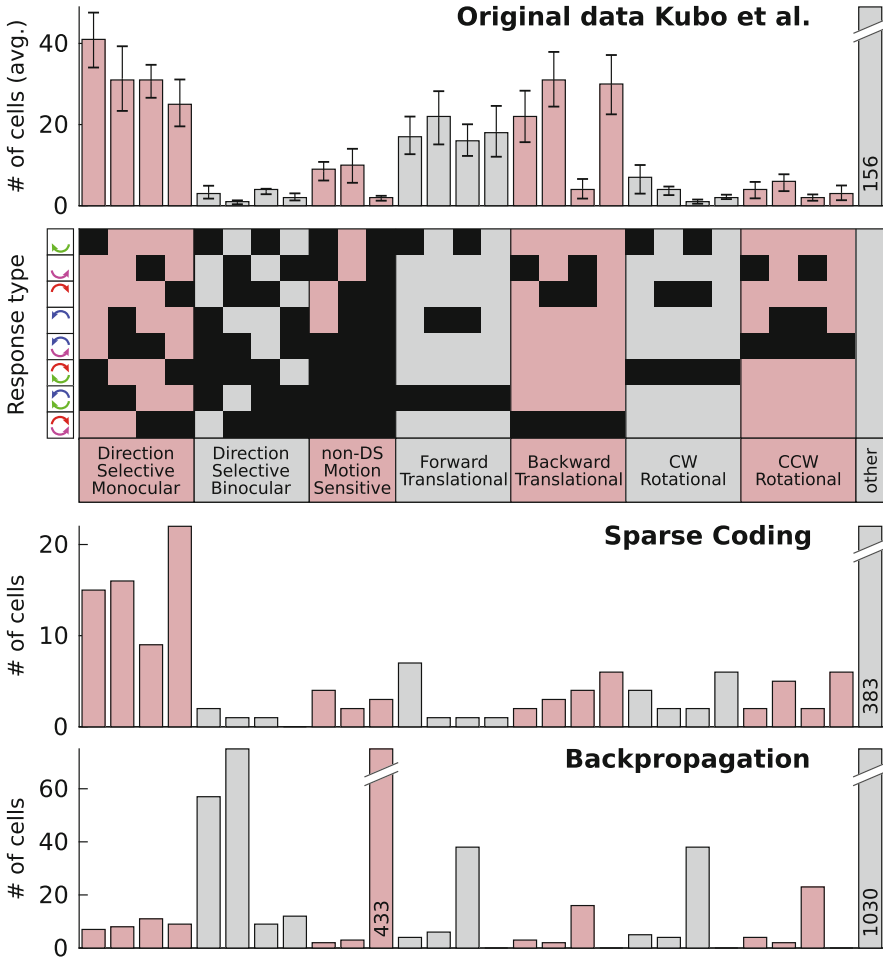 Original data Kubo et al.
# of cells (avg.)
40
20
0
156
Response type
Direction
Selective
Monocular
Direction
Selective
Binocular
non-DS
Motion
Sensitive
Forward
Translational
Backward
Translational
CW
Rotational
CCW
Rotational
other
Sparse Coding
# of cells
20
10
0
383
Backpropagation
# of cells
60
40
20
0
433
1030